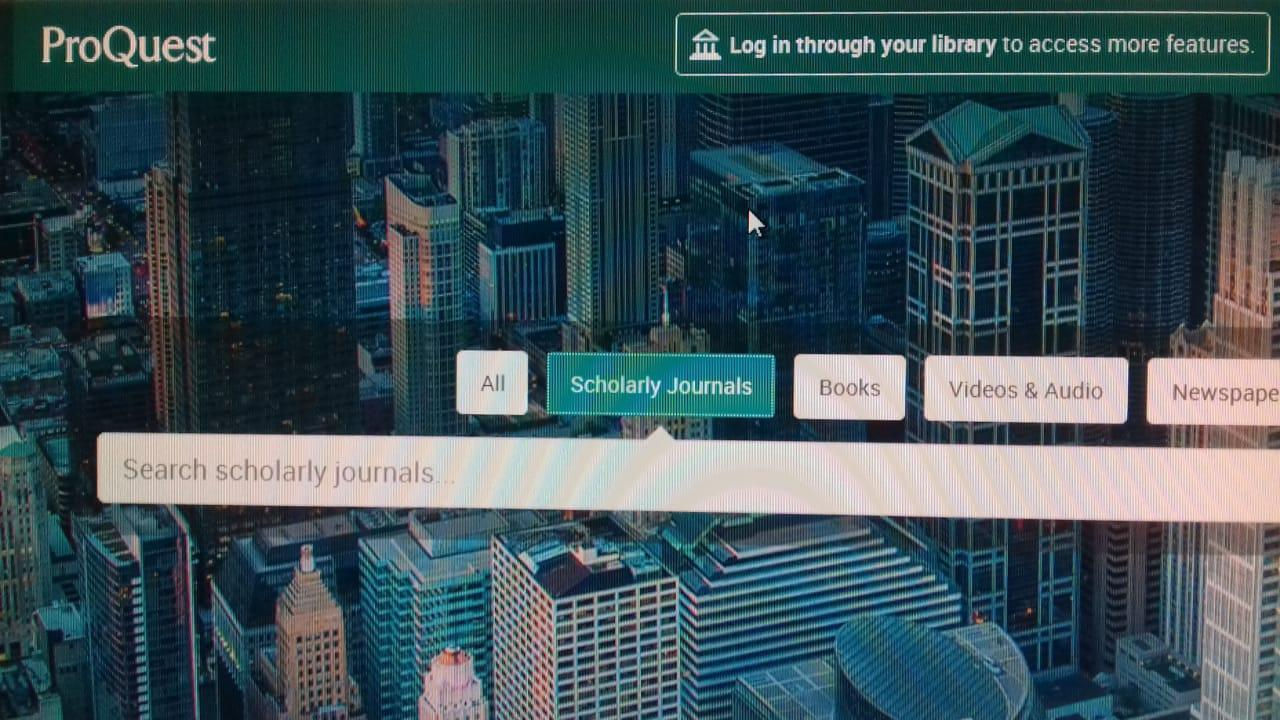 ProQuest
Log in through your library to access more features.
All
Scholarly Journals
Books
Videos & Audio
Newspape
Search scholarly journals...